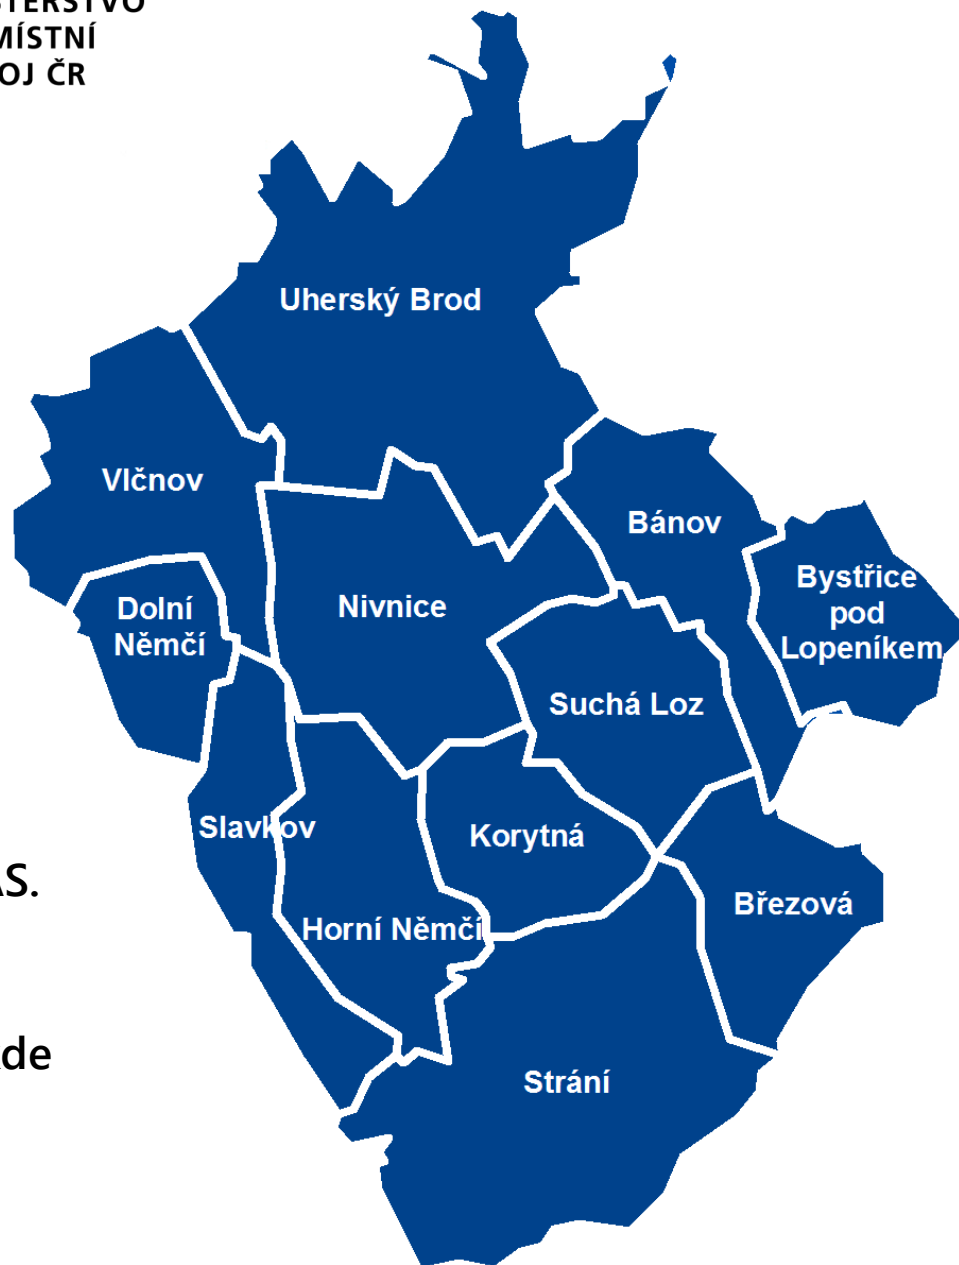 MÍSTNÍ
OJ ČR
Uherský Brod
Vlčnov
Bánov
Bystřice
pod
Lopeníkem
Dolní
Němčí
Nivnice
Suchá Loz
Slavkov
Korytná
Horní Němčí
Březová
Strání
de